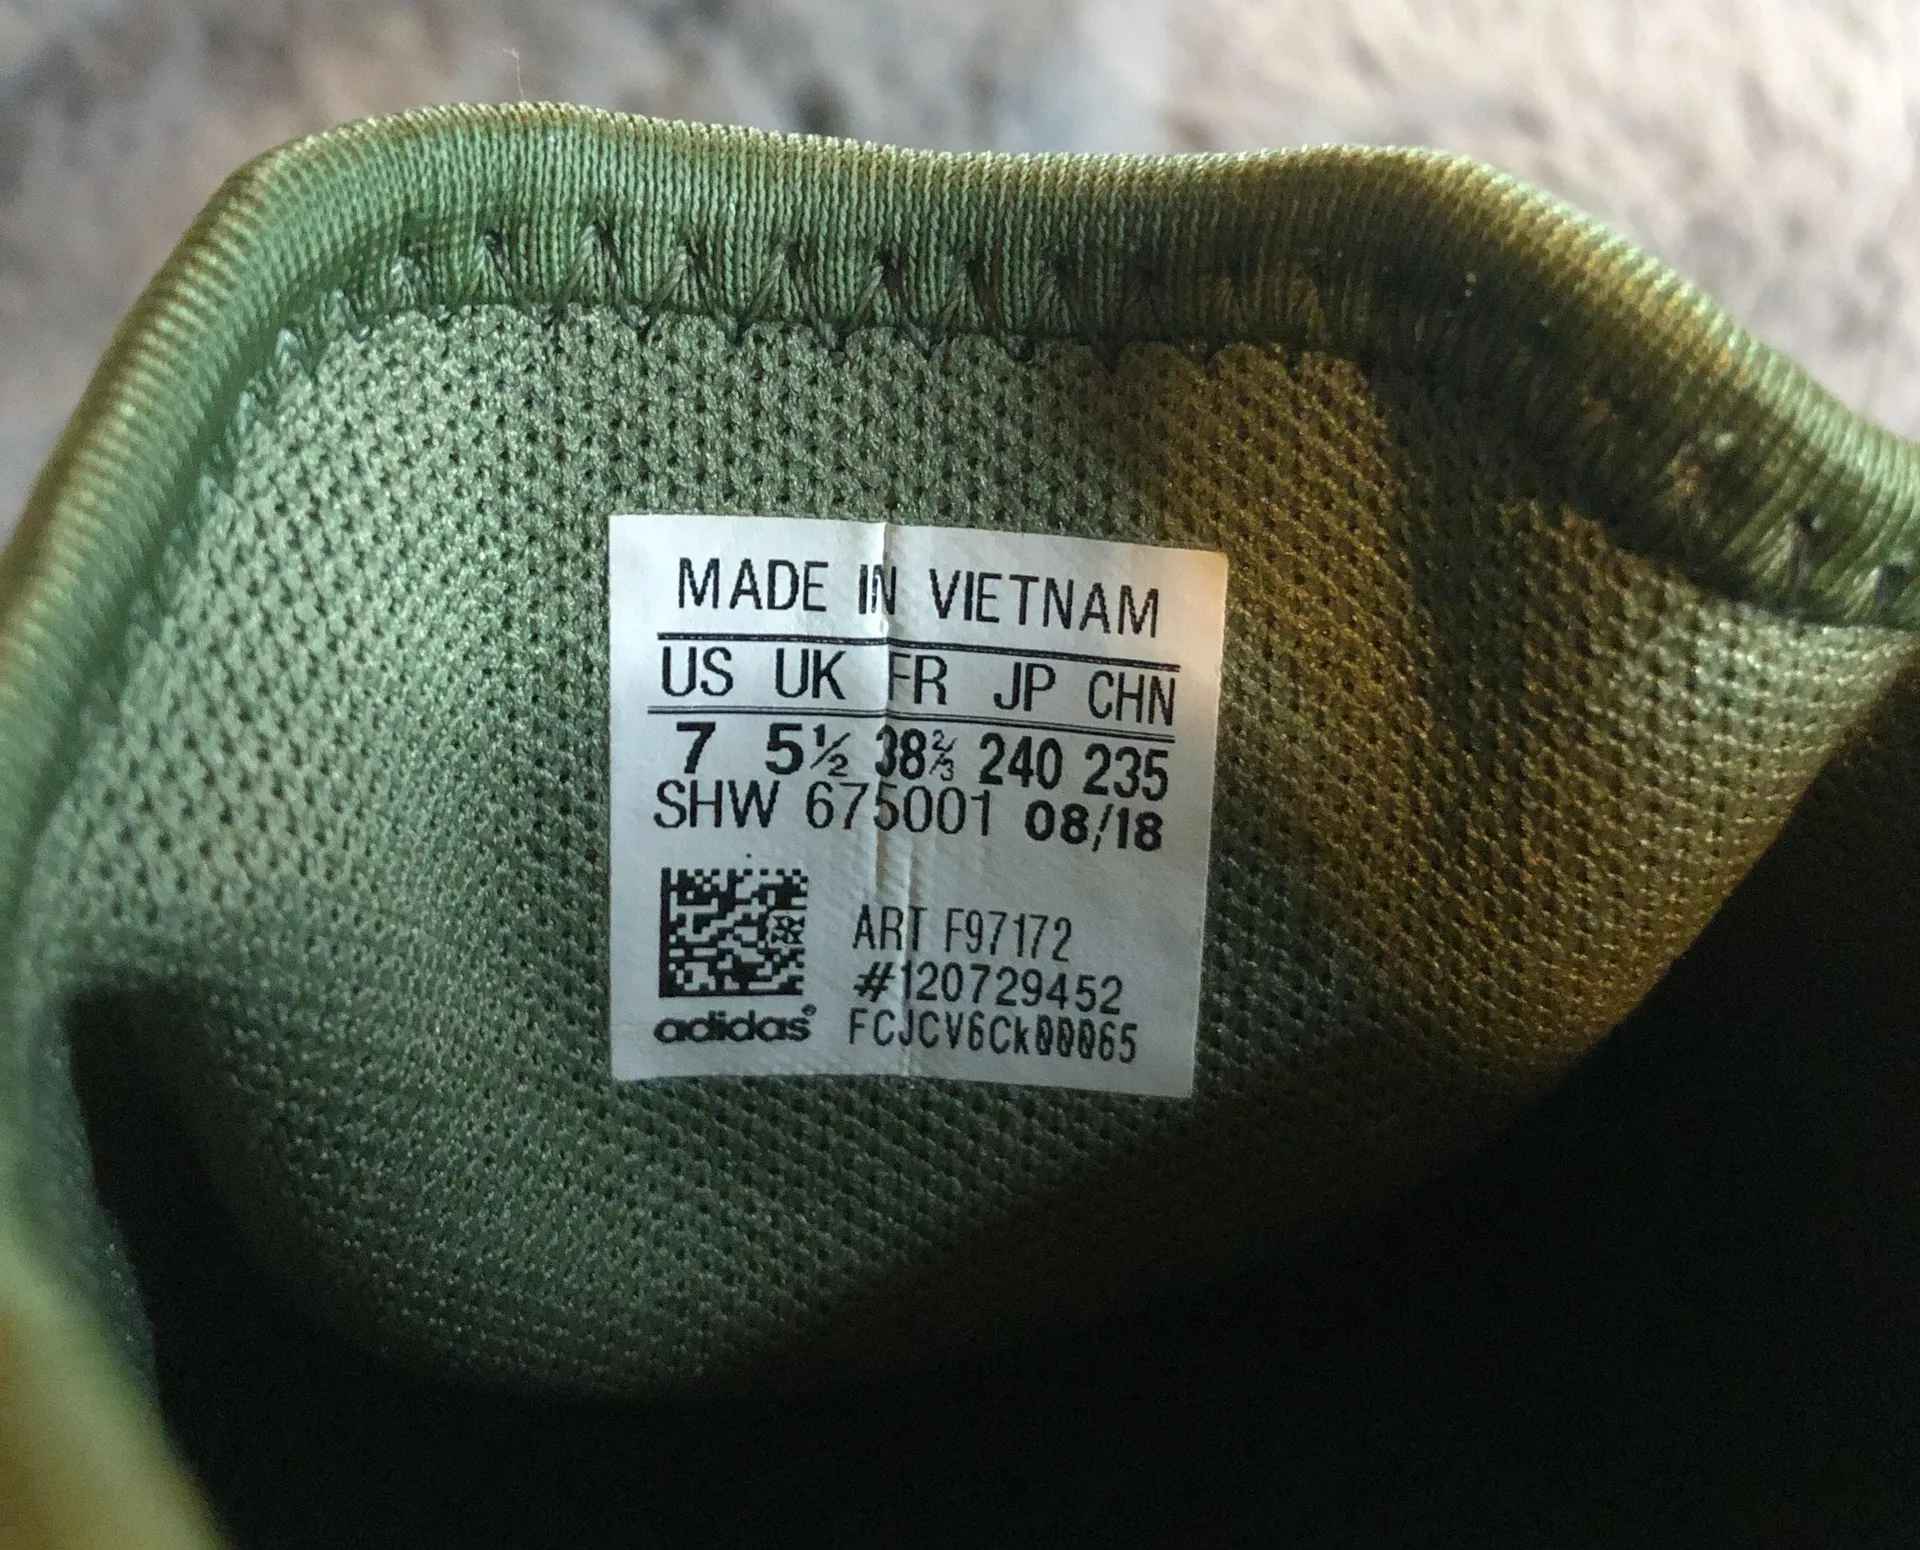 MADE IN VIETNAM
US UK FR JP CHN
7 5½ 38⅔ 240 235
SHW 675001 08/18
ART F97172
#120729452
adidas® FCJCV6Ck00065